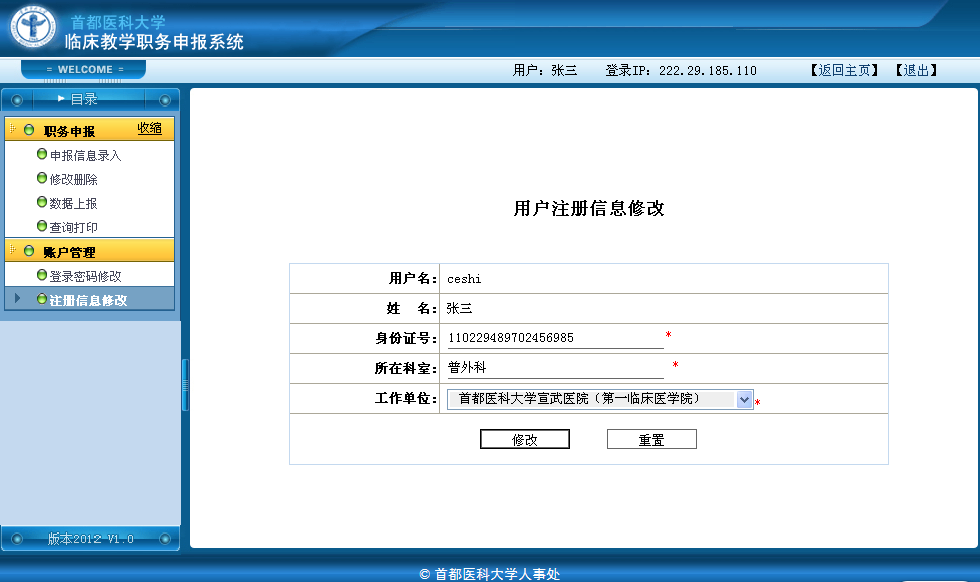 首都医科大学
临床教学职务申报系统
= WELCOME =
用户：张三 登录IP：222.29.185.110 【返回主页】 【退出】
目录
职务申报 收缩
申报信息录入
修改删除
数据上报
查询打印
账户管理
登录密码修改
注册信息修改
用户注册信息修改
用户名： ceshi
姓 名： 张三
身份证号： 110229489702456985 *
所在科室： 普外科 *
工作单位： 首都医科大学宣武医院（第一临床医学院） *
修改 重置
版本2012 V1.0
© 首都医科大学人事处